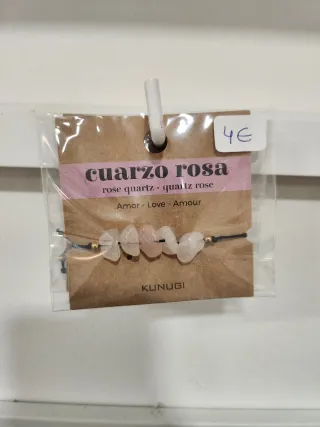 4€
cuarzo rosa
rose quartz - quartz rose
Amor - Love - Amour
KUNUGI